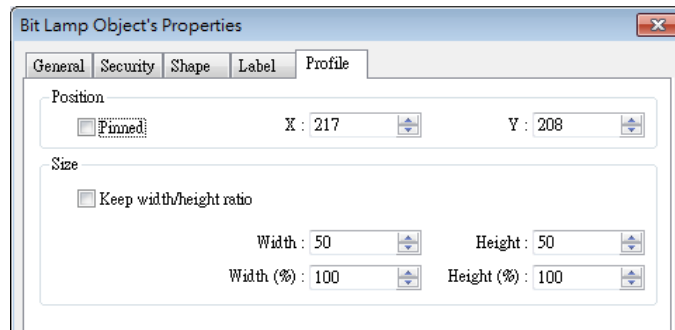 Bit Lamp Object's Properties
General Security Shape Label Profile
Position
Pinned X : 217 Y : 208
Size
Keep width/height ratio
Width : 50 Height : 50
Width (%) : 100 Height (%) : 100